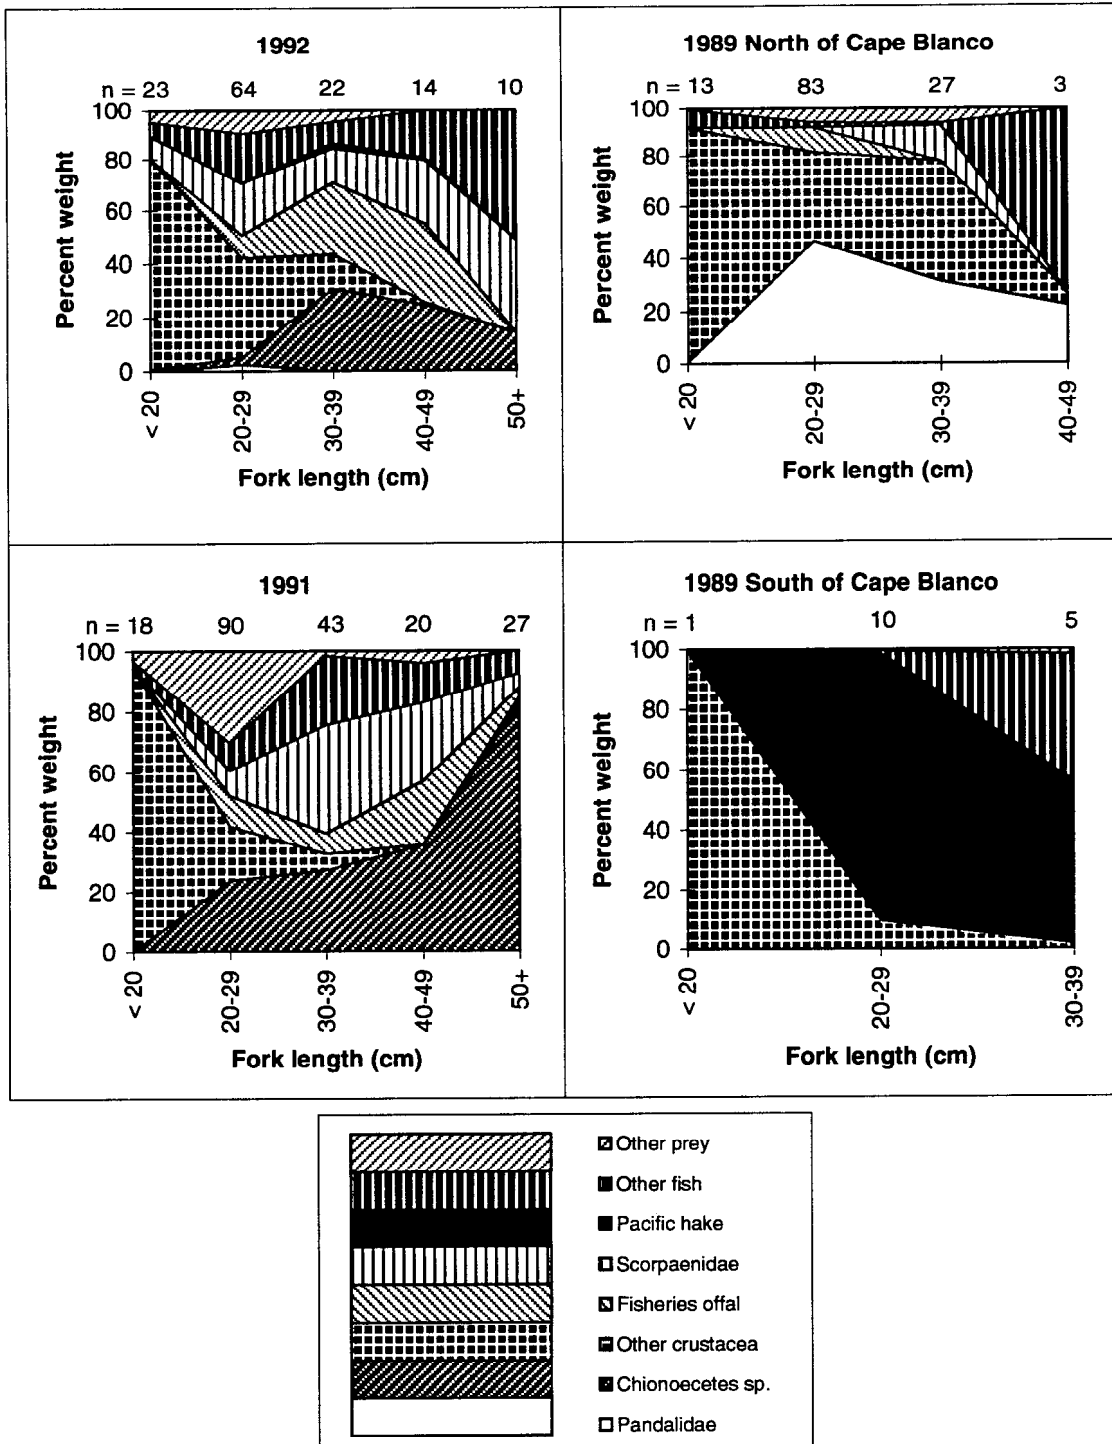 1992
n = 23 64 22 14 10
100
80
60
40
20
0
Percent weight
< 20 20-29 30-39 40-49 50+
Fork length (cm)
1989 North of Cape Blanco
n = 13 83 27 3
100
80
60
40
20
0
Percent weight
< 20 20-29 30-39 40-49
Fork length (cm)
1991
n = 18 90 43 20 27
100
80
60
40
20
0
Percent weight
< 20 20-29 30-39 40-49 50+
Fork length (cm)
1989 South of Cape Blanco
n = 1 10 5
100
80
60
40
20
0
Percent weight
< 20 20-29 30-39
Fork length (cm)
Other prey
Other fish
Pacific hake
Scorpaenidae
Fisheries offal
Other crustacea
Chionoecetes sp.
Pandalidae